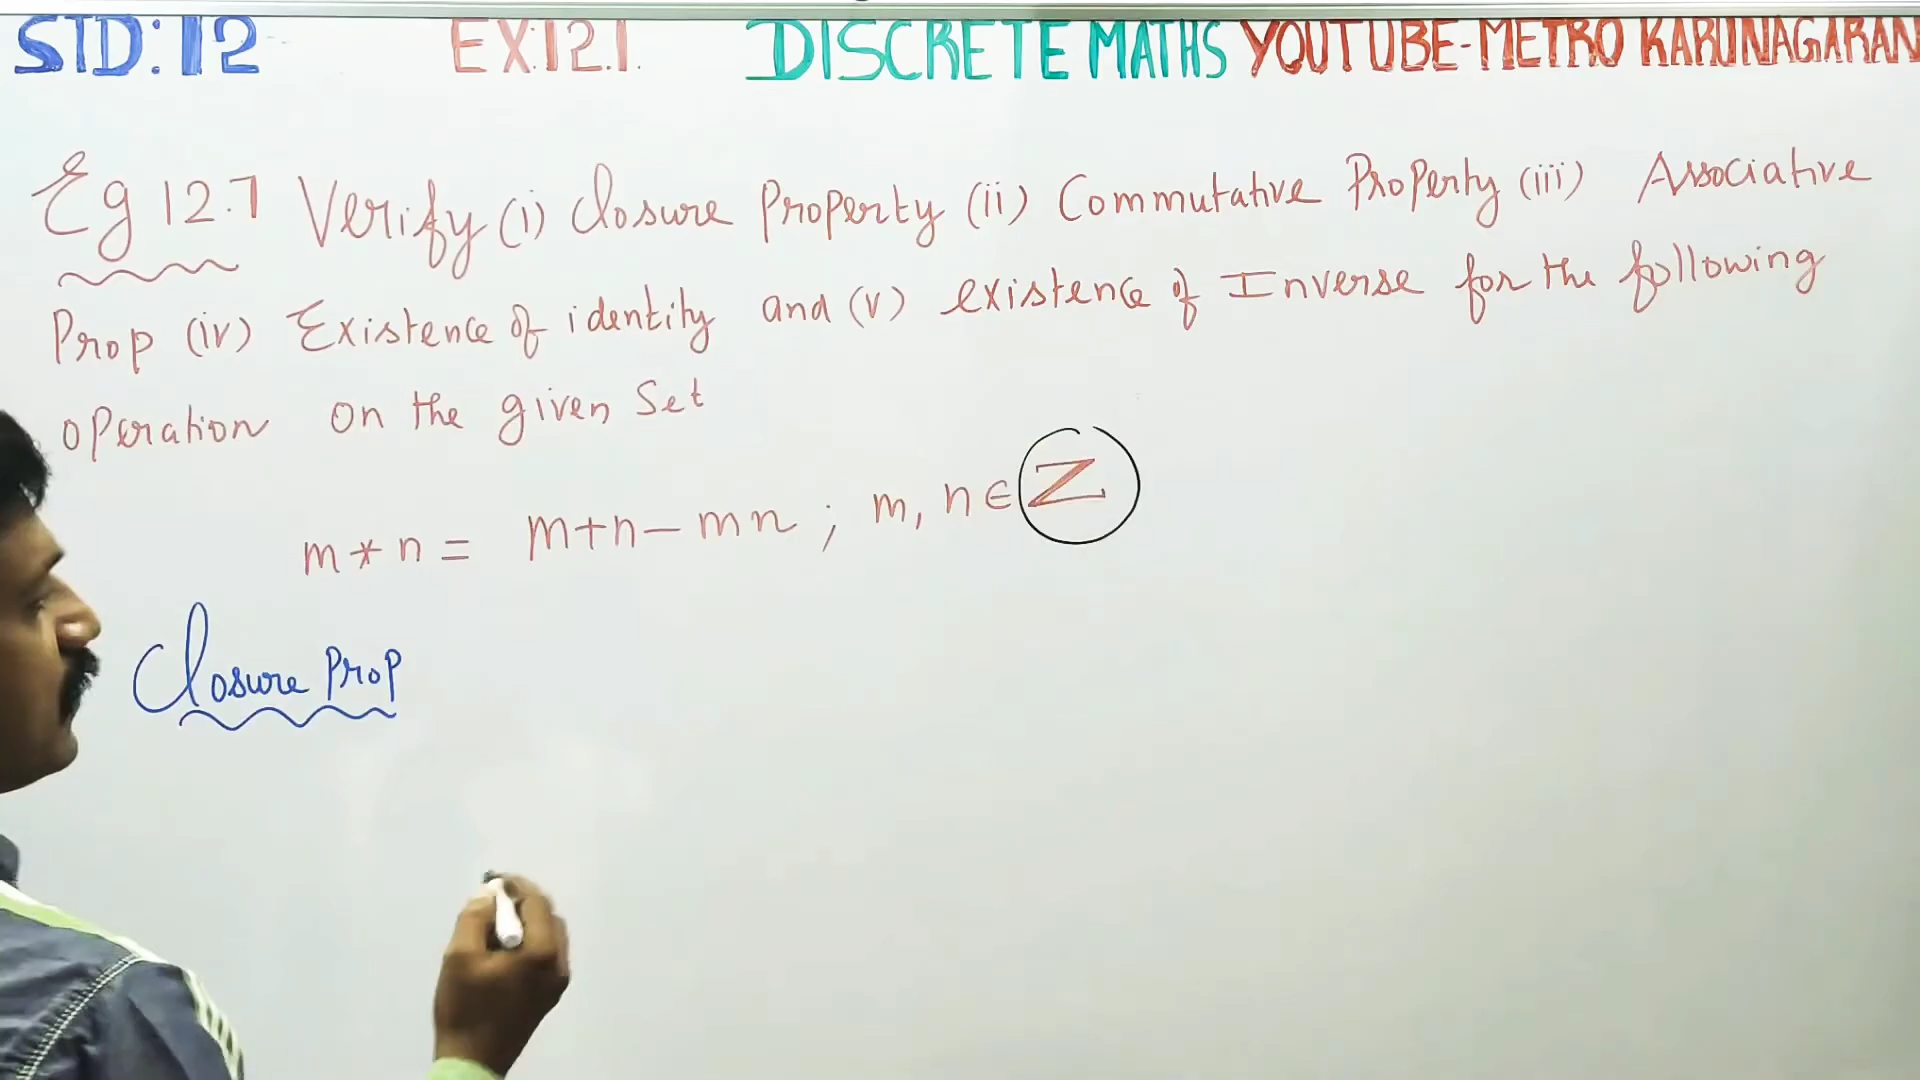 STD:12 EX:12.1. DISCRETE MATHS YOUTUBE-METRO KARUNAGARAN
Eg 12.7 Verify (i) Closure Property (ii) Commutative Property (iii) Associative
Prop (iv) Existence of identity and (v) existence of Inverse for the following
operation on the given set
m * n = m+n-mn ; m, n ∈ Z
Closure Prop